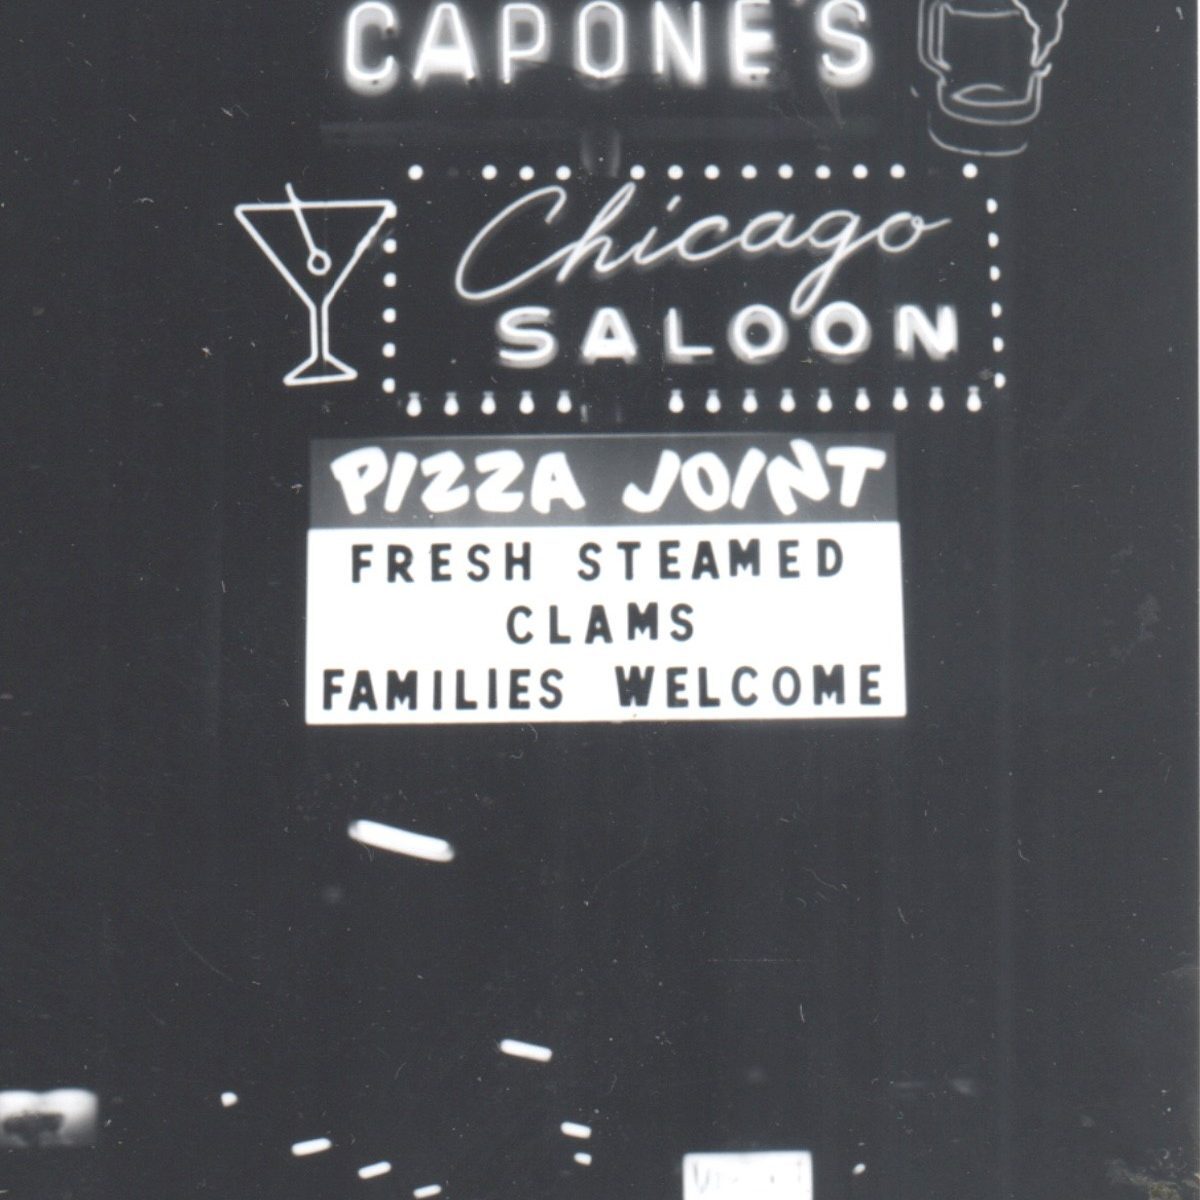 CAPONE'S
Chicago
SALOON
PIZZA JOINT
FRESH STEAMED
CLAMS
FAMILIES WELCOME